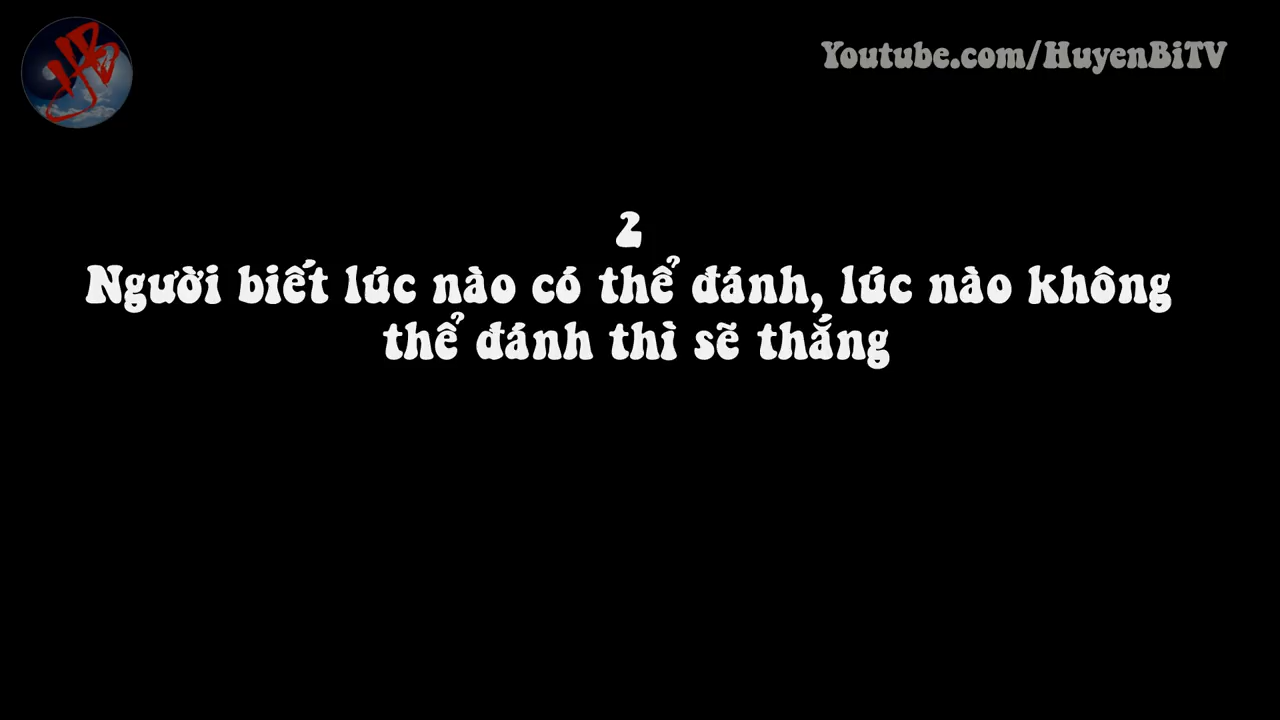 Youtube.com/HuyenBiTV
2
Người biết lúc nào có thể đánh, lúc nào không
thể đánh thì sẽ thắng